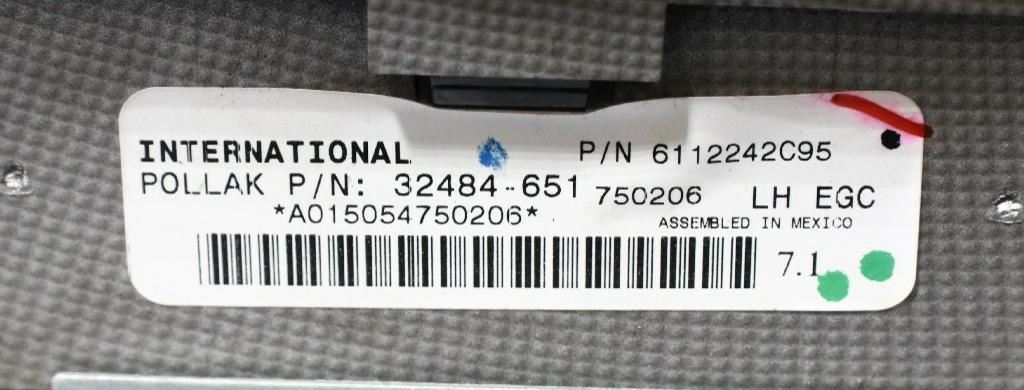 INTERNATIONAL P/N 6112242C95
POLLAK P/N: 32484-651 750206 LH EGC
*A015054750206* ASSEMBLED IN MEXICO
7.1